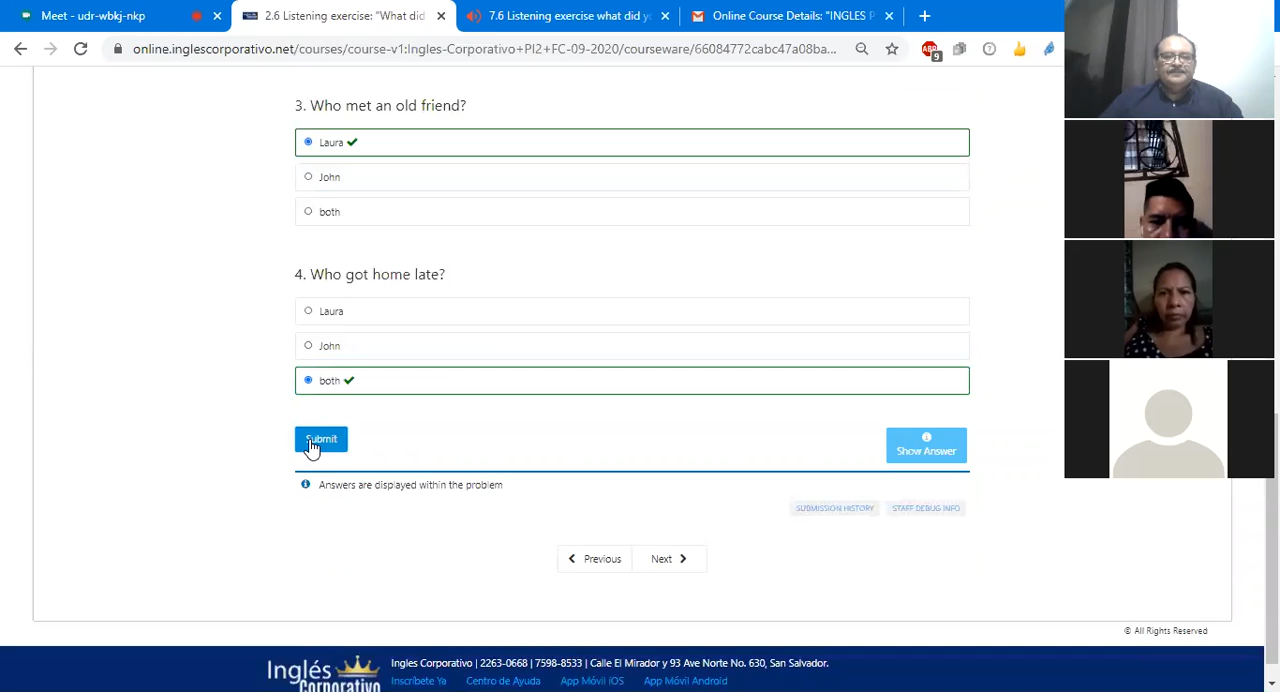 Meet - udr-wbkj-nkp
2.6 Listening exercise: "What did
7.6 Listening exercise what did y
Online Course Details: "INGLES P
online.inglescorporativo.net/courses/course-v1:Ingles-Corporativo+PI2+FC-09-2020/courseware/66084772cabc47a08ba...
ABP
9
3. Who met an old friend?
Laura
John
both
4. Who got home late?
Laura
John
both
Submit
Show Answer
Answers are displayed within the problem
SUBMISSION HISTORY
STAFF DEBUG INFO
Previous
Next
© All Rights Reserved
Inglés
Corporativo
Ingles Corporativo | 2263-0668 | 7598-8533 | Calle El Mirador y 93 Ave Norte No. 630, San Salvador.
Inscríbete Ya
Centro de Ayuda
App Móvil iOS
App Móvil Android